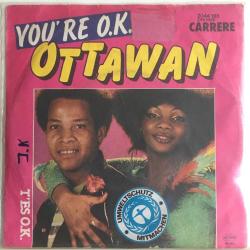 YOU'RE O.K.
OTTAWAN
CARRERE
T'ES O.K.
UMWELTSCHUTZ
MITMACHEN